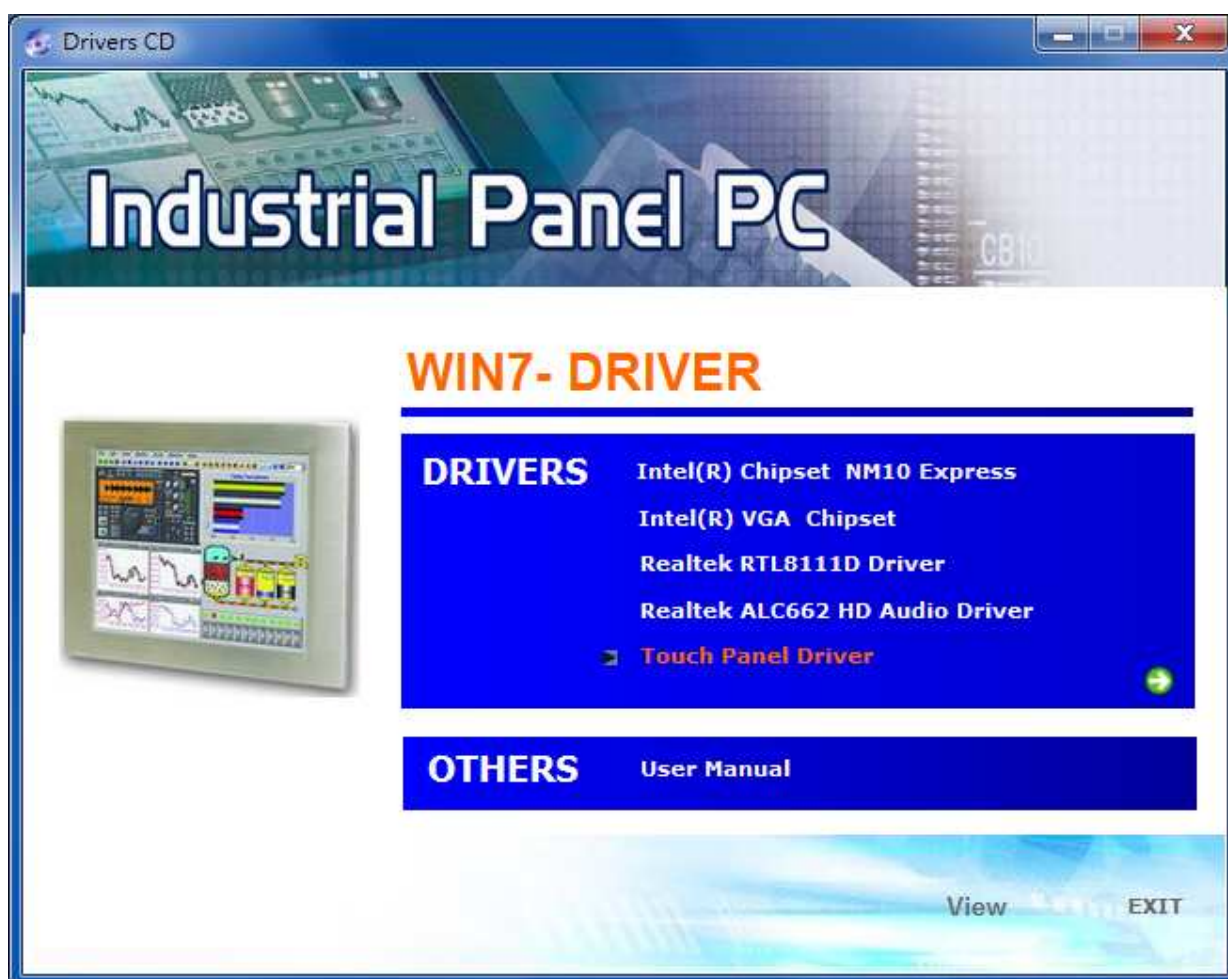 Drivers CD
Industrial Panel PC
CB10
WIN7- DRIVER
DRIVERS
Intel(R) Chipset  NM10 Express
Intel(R) VGA  Chipset
Realtek RTL8111D Driver
Realtek ALC662 HD Audio Driver
Touch Panel Driver
OTHERS
User Manual
View
EXIT